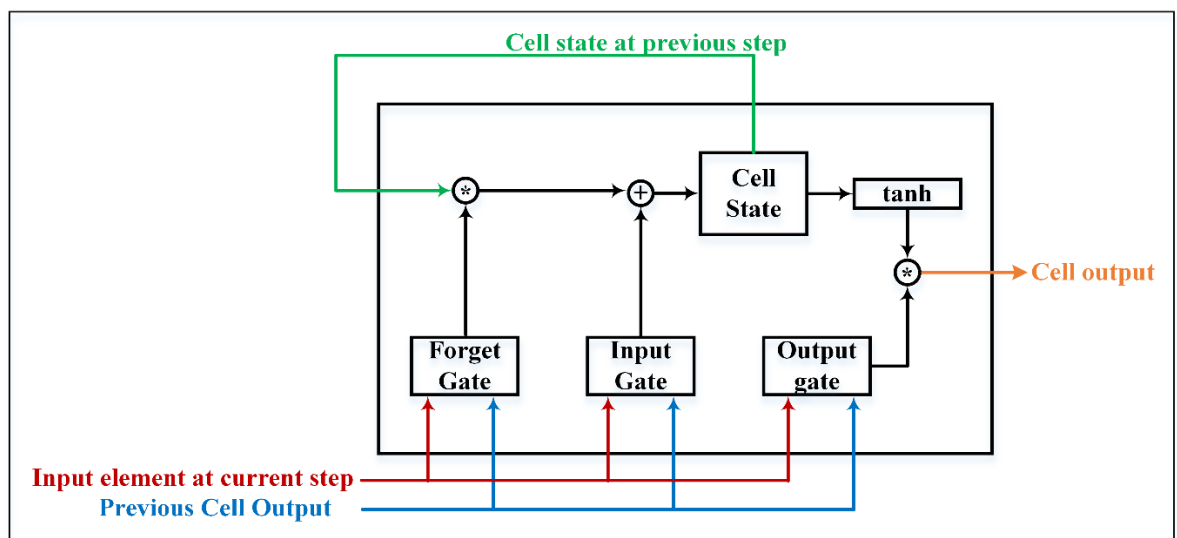 Cell state at previous step
Cell
State
tanh
*
+
*
Cell output
Forget
Gate
Input
Gate
Output
gate
Input element at current step
Previous Cell Output